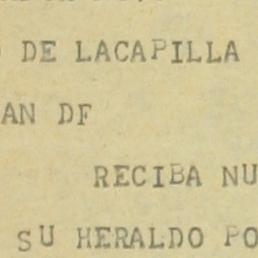 DE LACAPILLA
AN DF
RECIBA NU
SU HERALDO PO